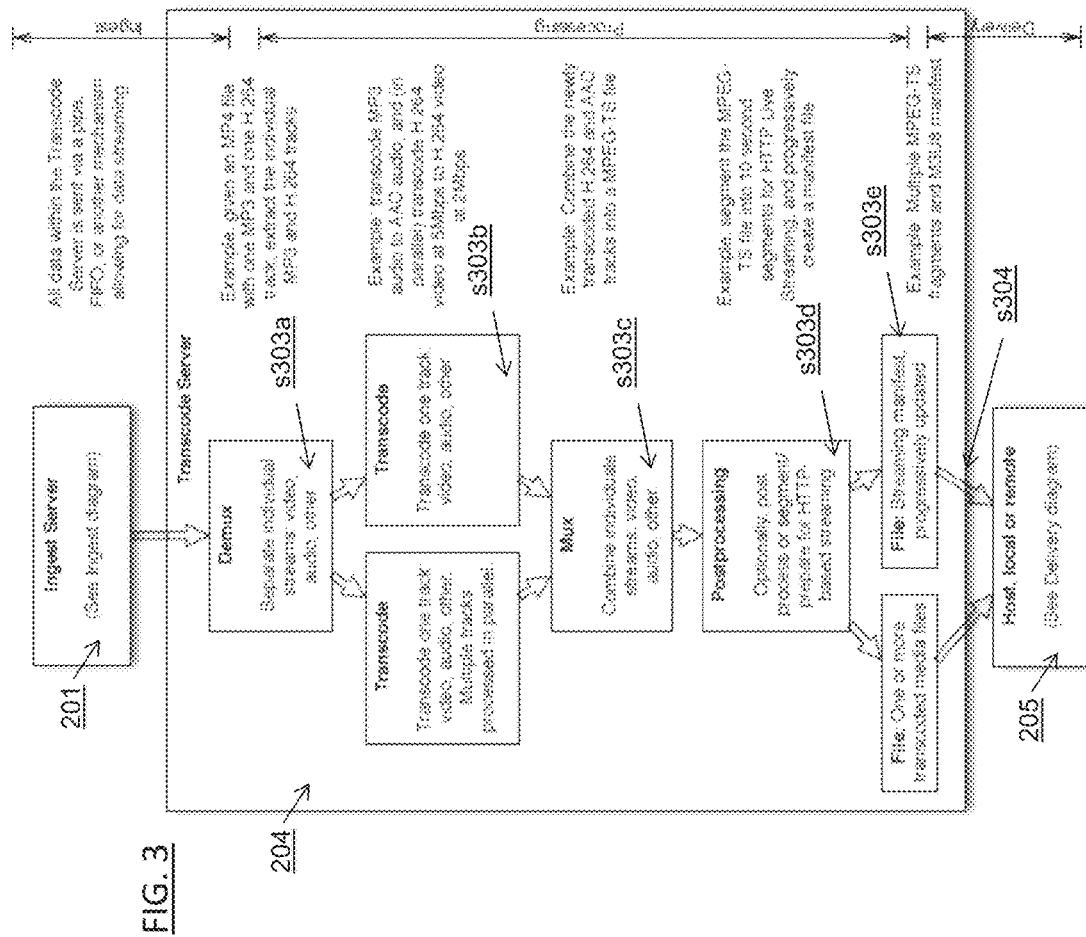 FIG. 3
201
Ingest Server
(See Ingest diagram)
All data within the Transcode
Server is sent via a pipe,
FIFO, or another mechanism
allowing for data streaming
Ingest
204
Transcode Server
Demux
Separate individual
streams: video,
audio, other
s303a
Example, given an MP4 file
with one MP3 and one H.264
track, extract the individual
MP3 and H.264 tracks
Processing
Transcode
Transcode one track:
video, audio, other.
Multiple tracks
processed in parallel.
Transcode
Transcode one track:
video, audio, other
s303b
Example: transcode MP3
audio to AAC audio, and (in
parallel) transcode H.264
video at 5Mbps to H.264 video
at 2Mbps
Mux
Combine individual
streams: video,
audio, other.
s303c
Example: Combine the newly
transcoded H.264 and AAC
tracks into a MPEG-TS file
Postprocessing
Optionally, post
process or segment/
prepare for HTTP-
based streaming
s303d
Example, segment the MPEG-
TS file into 10 second
segments for HTTP Live
Streaming, and progressively
create a manifest file
File: One or more
transcoded media files
File: Streaming manifest,
progressively updated
s303e
Example: Multiple MPEG-TS
fragments and M3U8 manifest
s304
205
Host, local or remote
(See Delivery diagram)
Delivery